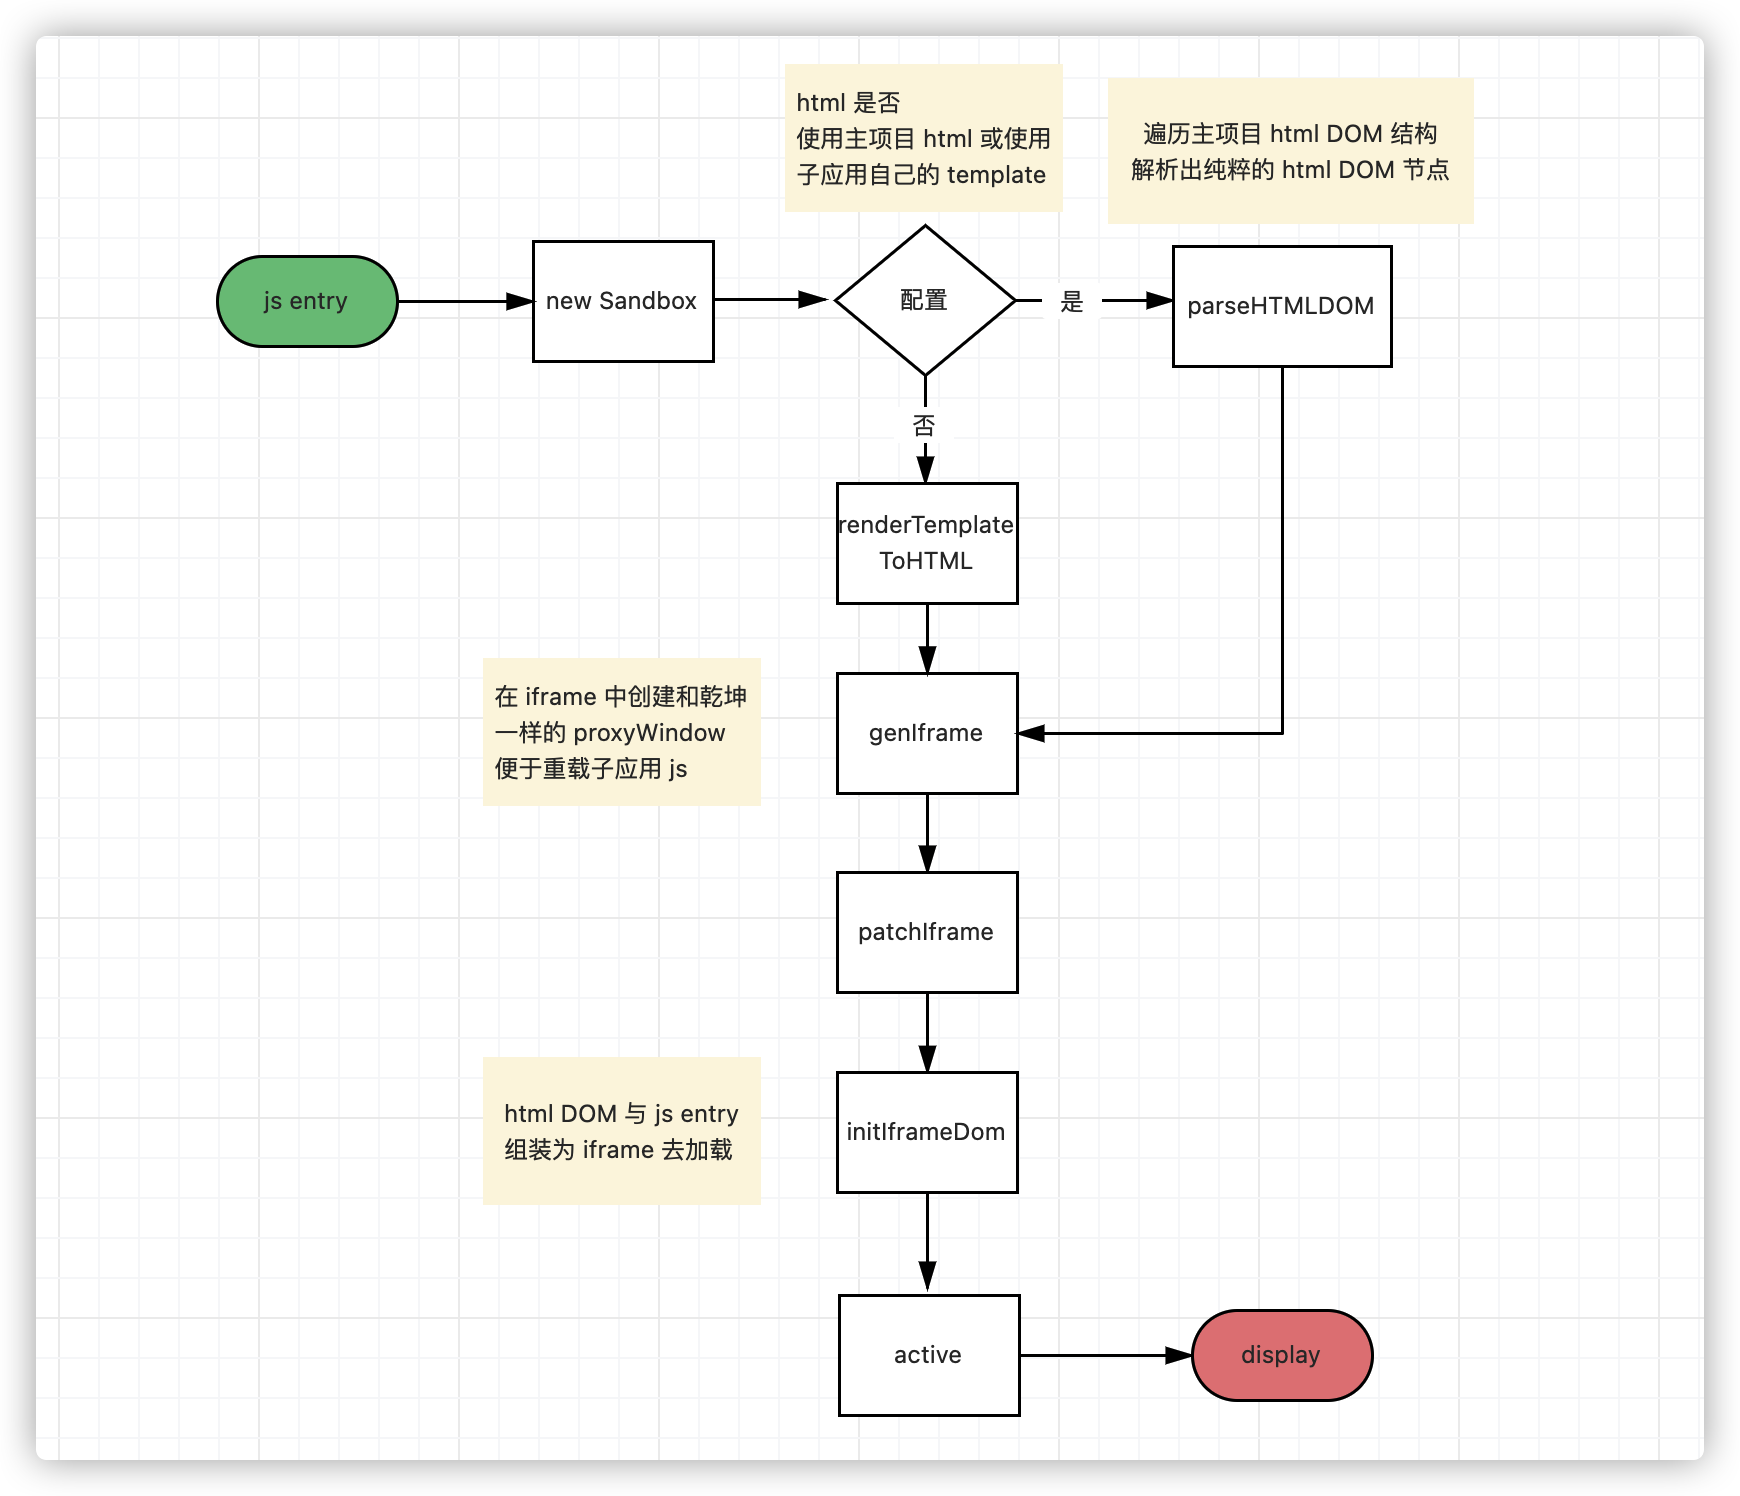 html 是否
使用主项目 html 或使用
子应用自己的 template
遍历主项目 html DOM 结构
解析出纯粹的 html DOM 节点
js entry
new Sandbox
配置
是
parseHTMLDOM
否
renderTemplate
ToHTML
在 iframe 中创建和乾坤
一样的 proxyWindow
便于重载子应用 js
genIframe
patchIframe
html DOM 与 js entry
组装为 iframe 去加载
initIframeDom
active
display